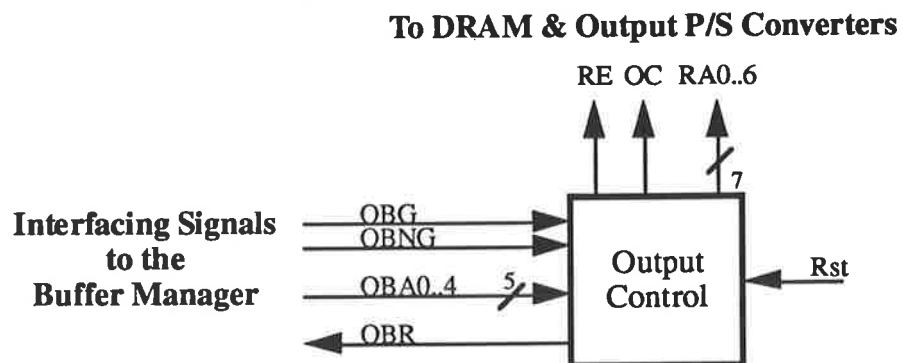 To DRAM & Output P/S Converters
RE OC RA0..6
7
Interfacing Signals
to the
Buffer Manager
OBG
OBNG
OBA0..4
5
OBR
Output
Control
Rst